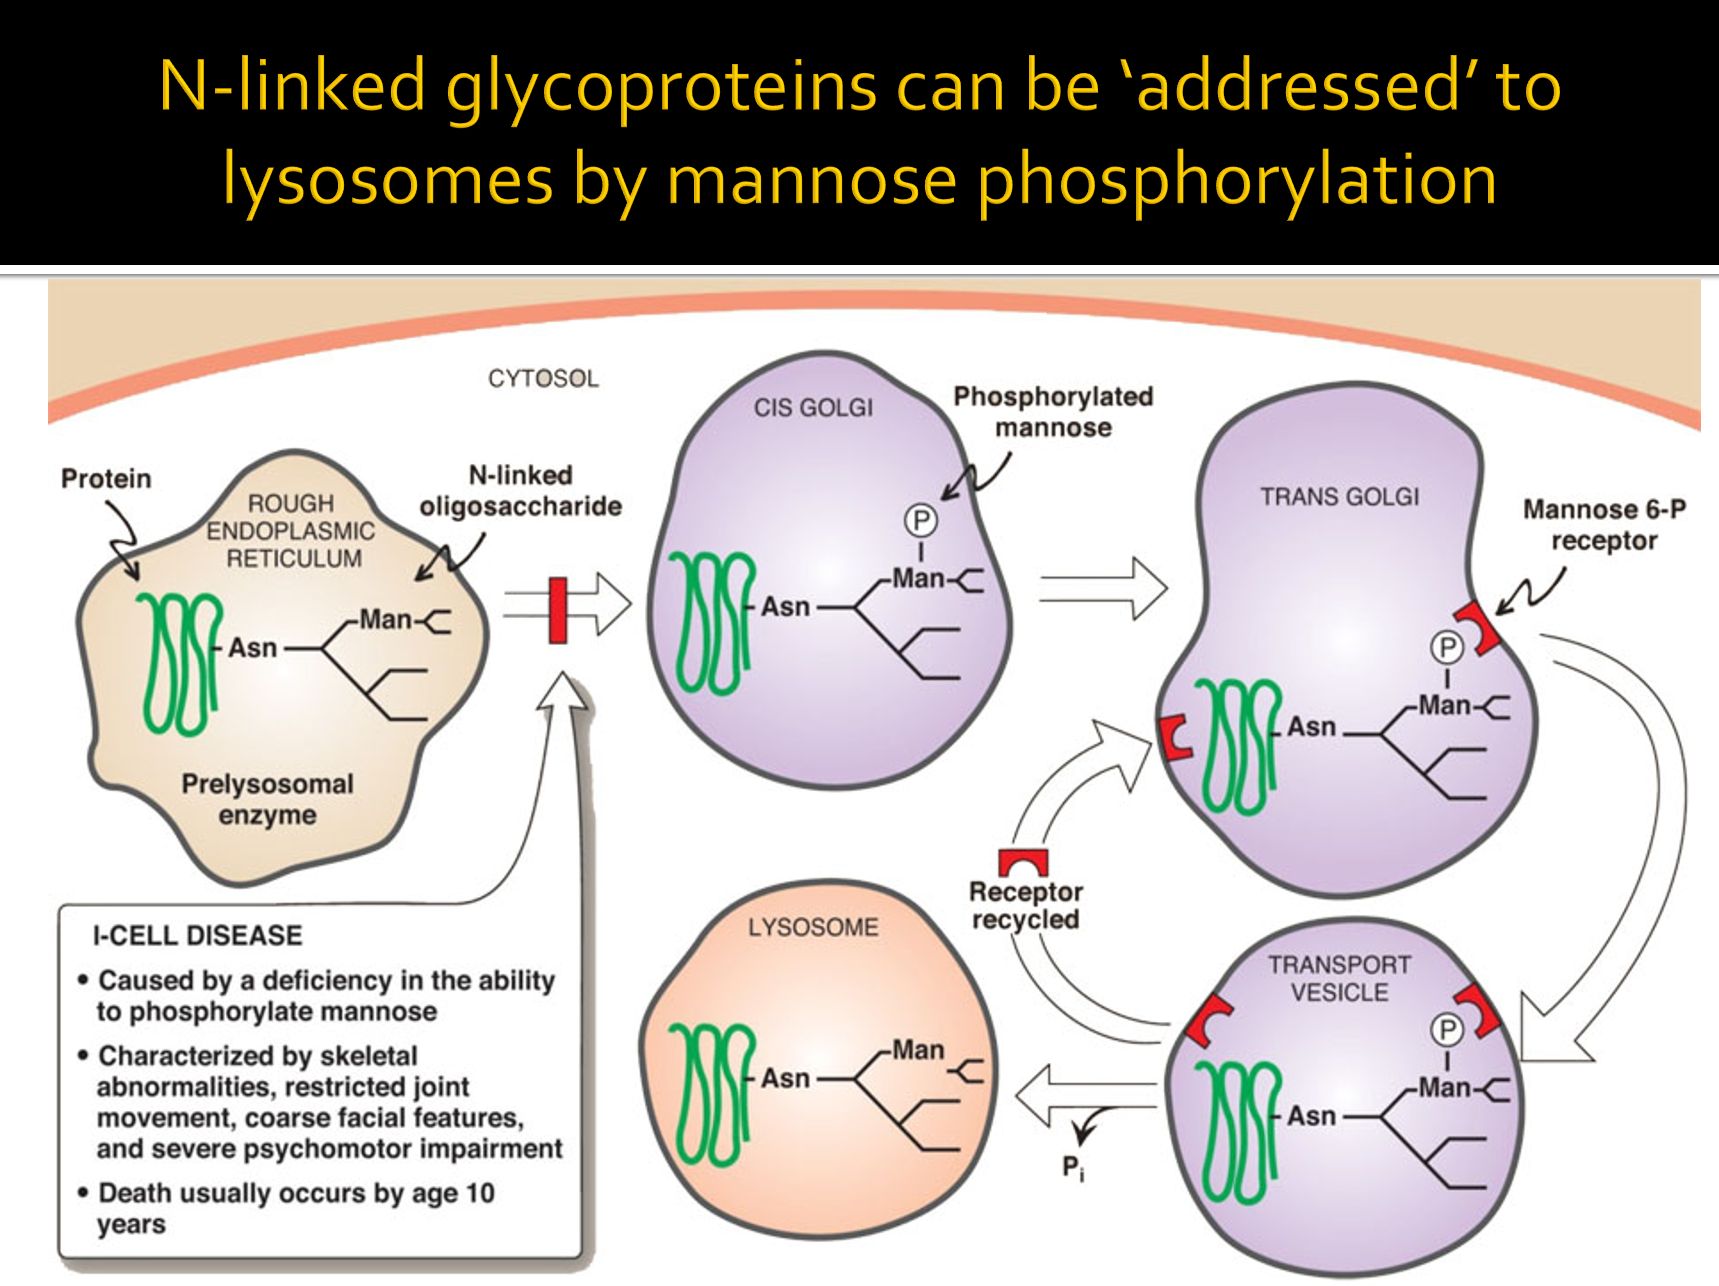 N-linked glycoproteins can be ‘addressed’ to
lysosomes by mannose phosphorylation
CYTOSOL
Protein
ROUGH
ENDOPLASMIC
RETICULUM
N-linked
oligosaccharide
Asn
Man
Prelysosomal
enzyme
CIS GOLGI
Phosphorylated
mannose
P
Man
Asn
TRANS GOLGI
Mannose 6-P
receptor
P
Man
Asn
Receptor
recycled
TRANSPORT
VESICLE
P
Man
Asn
Pi
LYSOSOME
Man
Asn
I-CELL DISEASE
• Caused by a deficiency in the ability
to phosphorylate mannose
• Characterized by skeletal
abnormalities, restricted joint
movement, coarse facial features,
and severe psychomotor impairment
• Death usually occurs by age 10
years